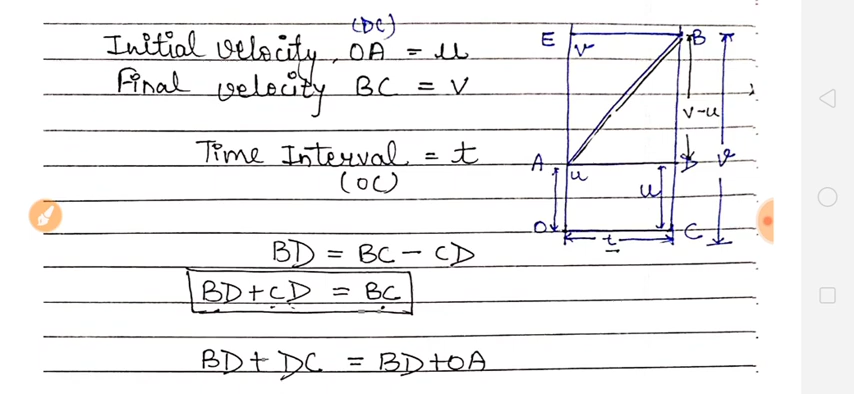 (DC)
Initial velocity, OA = u
Final velocity BC = v
Time Interval = t
(OC)
BD = BC - CD
BD + CD = BC
BD + DC = BD + OA
E
v
B
v-u
A
u
D
v
u
O
t
C